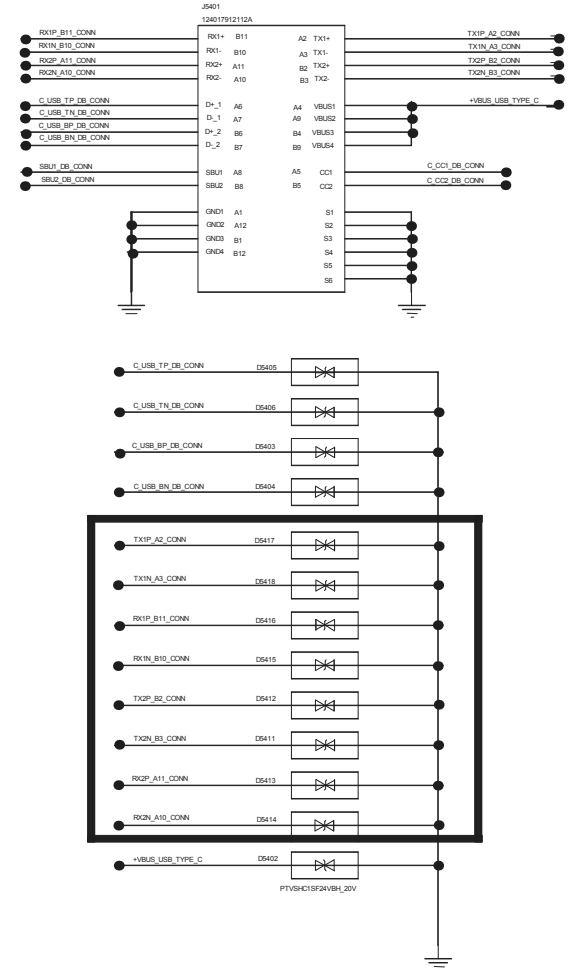 J5401
124017912112A
RX1P_B11_CONN RX1+ B11 A2 TX1+ TX1P_A2_CONN
RX1N_B10_CONN RX1- B10 A3 TX1- TX1N_A3_CONN
RX2P_A11_CONN RX2+ A11 B2 TX2+ TX2P_B2_CONN
RX2N_A10_CONN RX2- A10 B3 TX2- TX2N_B3_CONN
C_USB_TP_DB_CONN D+_1 A6 A4 VBUS1 +VBUS_USB_TYPE_C
C_USB_TN_DB_CONN D-_1 A7 A9 VBUS2
C_USB_BP_DB_CONN D+_2 B6 B4 VBUS3
C_USB_BN_DB_CONN D-_2 B7 B9 VBUS4
SBU1_DB_CONN SBU1 A8 A5 CC1 C_CC1_DB_CONN
SBU2_DB_CONN SBU2 B8 B5 CC2 C_CC2_DB_CONN
GND1 A1 S1
GND2 A12 S2
GND3 B1 S3
GND4 B12 S4
S5
S6
C_USB_TP_DB_CONN D5405
C_USB_TN_DB_CONN D5406
C_USB_BP_DB_CONN D5403
C_USB_BN_DB_CONN D5404
TX1P_A2_CONN D5417
TX1N_A3_CONN D5418
RX1P_B11_CONN D5416
RX1N_B10_CONN D5415
TX2P_B2_CONN D5412
TX2N_B3_CONN D5411
RX2P_A11_CONN D5413
RX2N_A10_CONN D5414
+VBUS_USB_TYPE_C D5402
PTVSHC1SF24VBH_20V